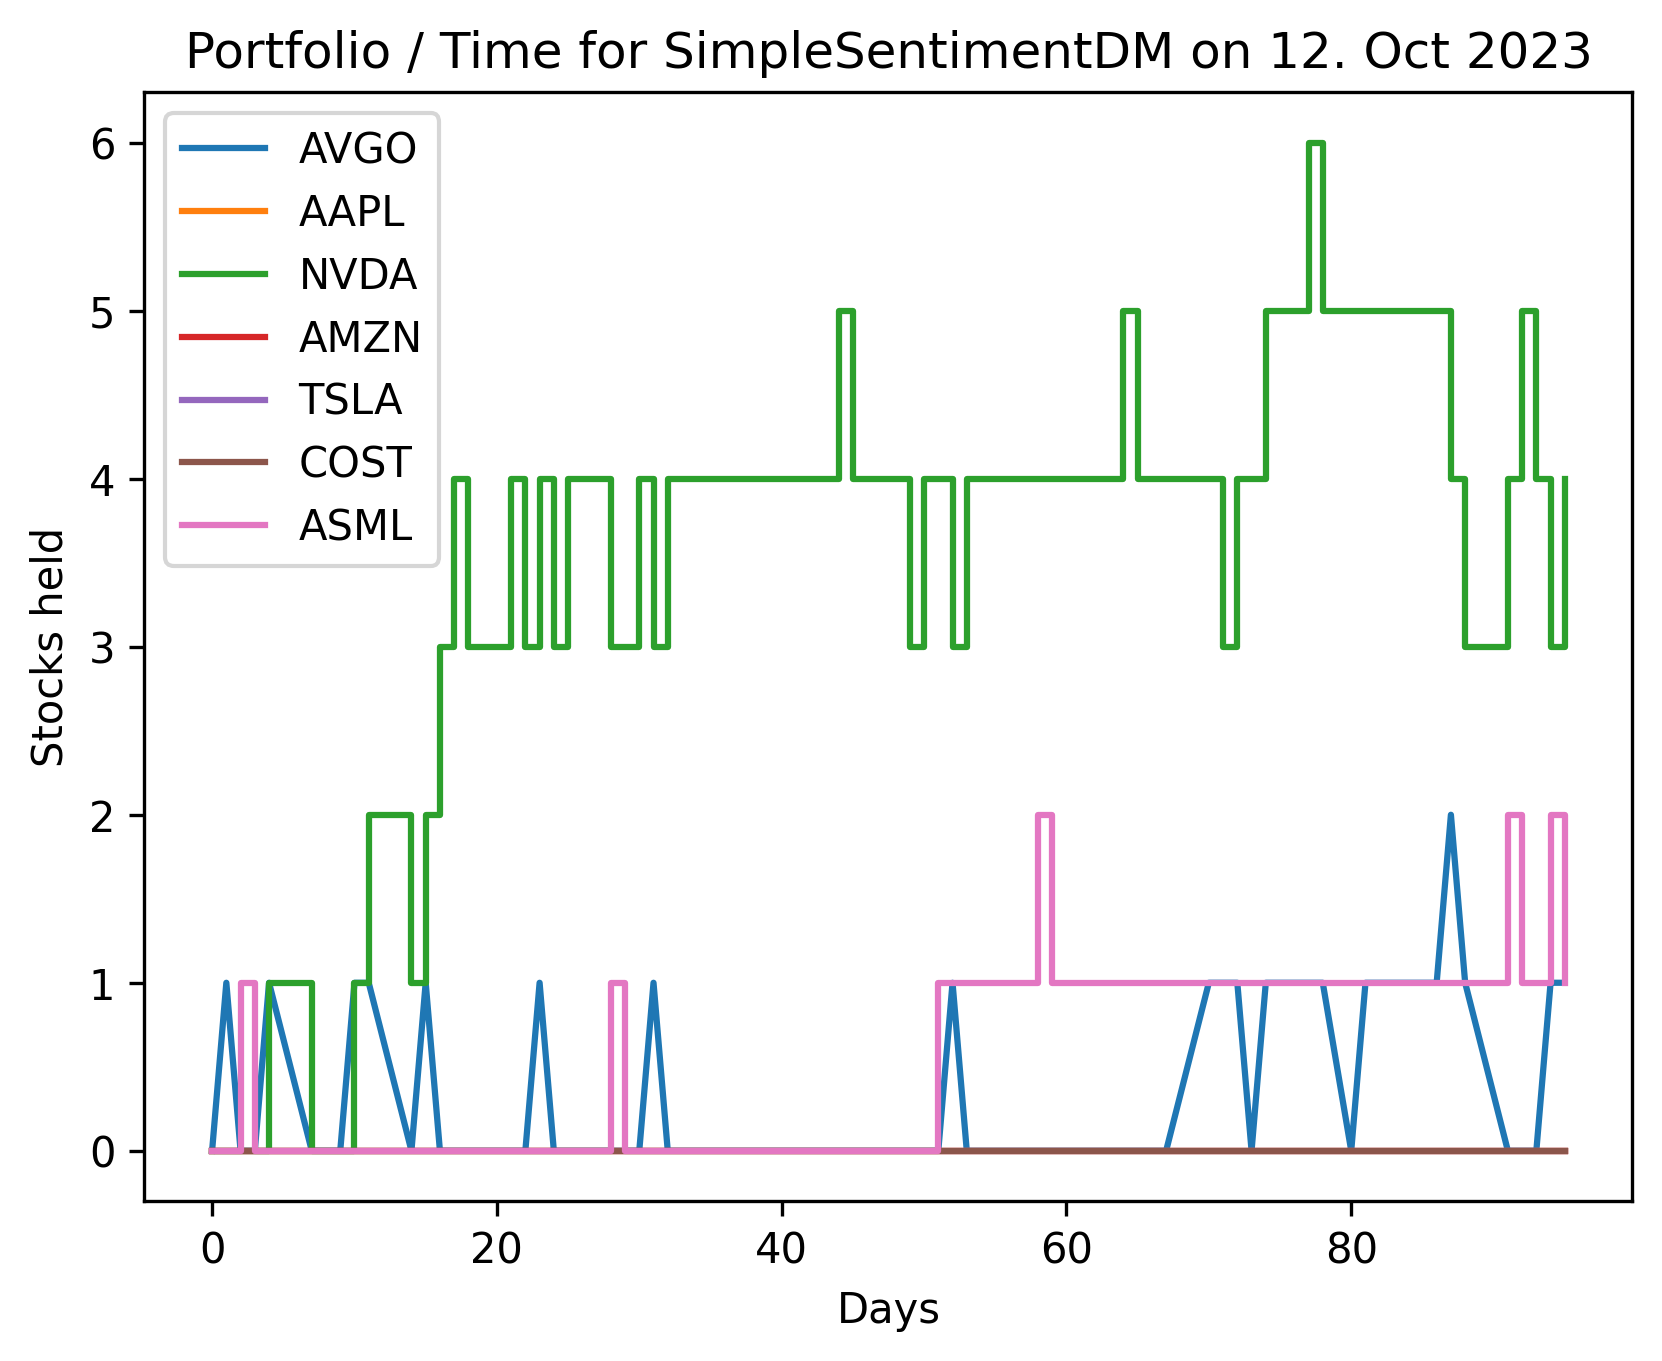 Portfolio / Time for SimpleSentimentDM on 12. Oct 2023
AVGO
AAPL
NVDA
AMZN
TSLA
COST
ASML
6
5
4
3
2
1
0
Stocks held
0 20 40 60 80
Days